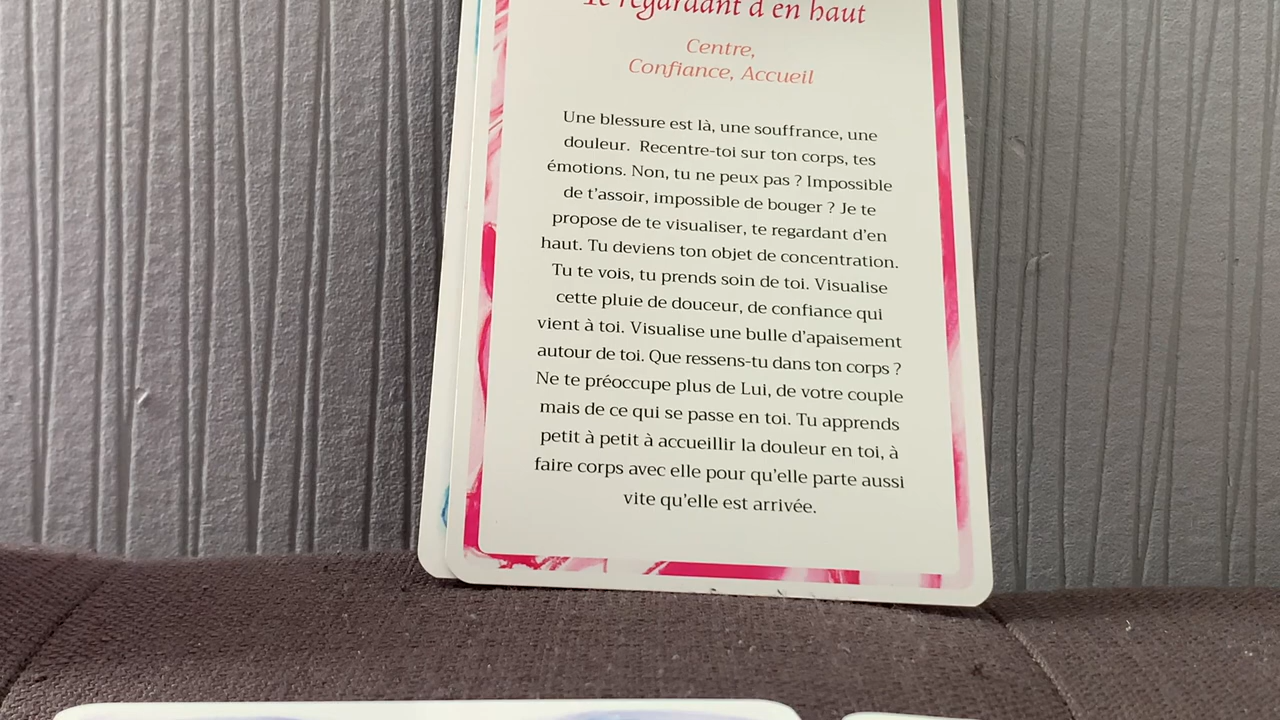 Te regardant d'en haut
Centre,
Confiance, Accueil
Une blessure est là, une souffrance, une
douleur. Recentre-toi sur ton corps, tes
émotions. Non, tu ne peux pas ? Impossible
de t'assoir, impossible de bouger ? Je te
propose de te visualiser, te regardant d'en
haut. Tu deviens ton objet de concentration.
Tu te vois, tu prends soin de toi. Visualise
cette pluie de douceur, de confiance qui
vient à toi. Visualise une bulle d'apaisement
autour de toi. Que ressens-tu dans ton corps ?
Ne te préoccupe plus de Lui, de votre couple
mais de ce qui se passe en toi. Tu apprends
petit à petit à accueillir la douleur en toi, à
faire corps avec elle pour qu'elle parte aussi
vite qu'elle est arrivée.